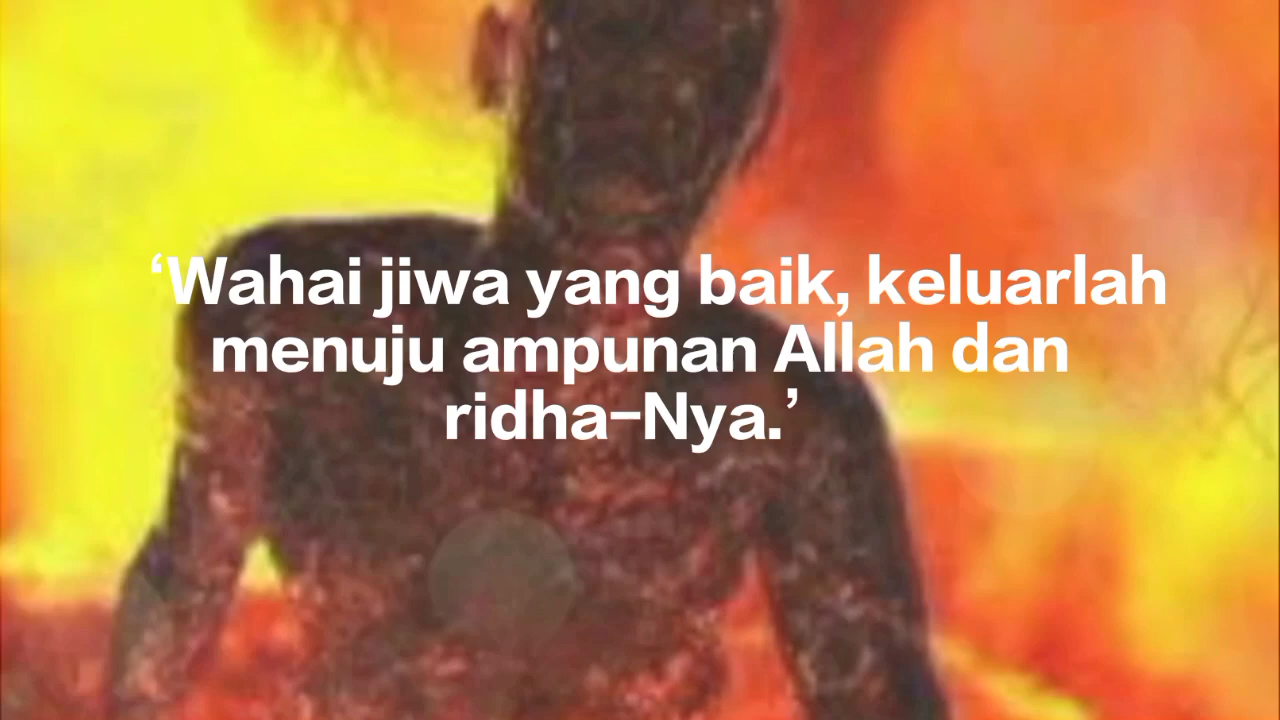 ‘Wahai jiwa yang baik, keluarlah
menuju ampunan Allah dan
ridha-Nya.’